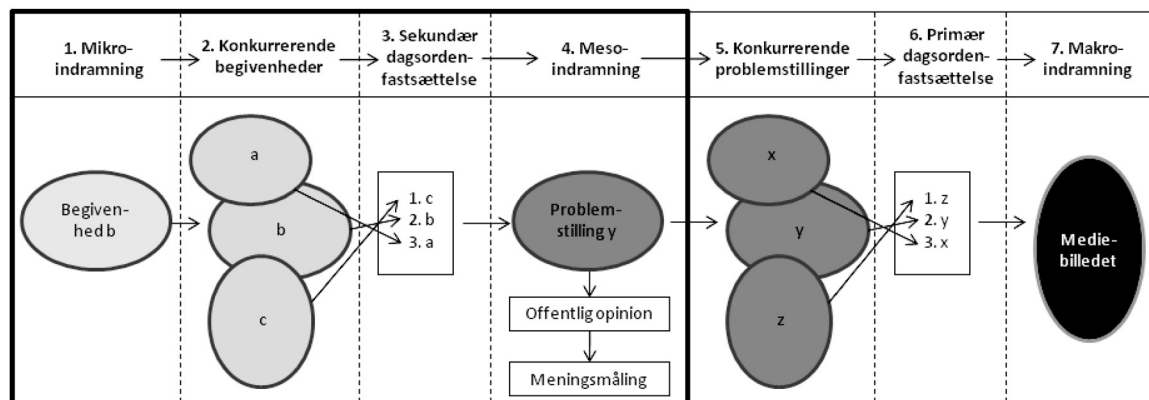 1. Mikro-
indramning
2. Konkurrerende
begivenheder
3. Sekundær
dagsorden-
fastsættelse
4. Meso-
indramning
5. Konkurrerende
problemstillinger
6. Primær
dagsorden-
fastsættelse
7. Makro-
indramning
Begiven-
hed b
a
b
c
1. c
2. b
3. a
Problem-
stilling y
Offentlig opinion
Meningsmåling
x
y
z
1. z
2. y
3. x
Medie-
billedet